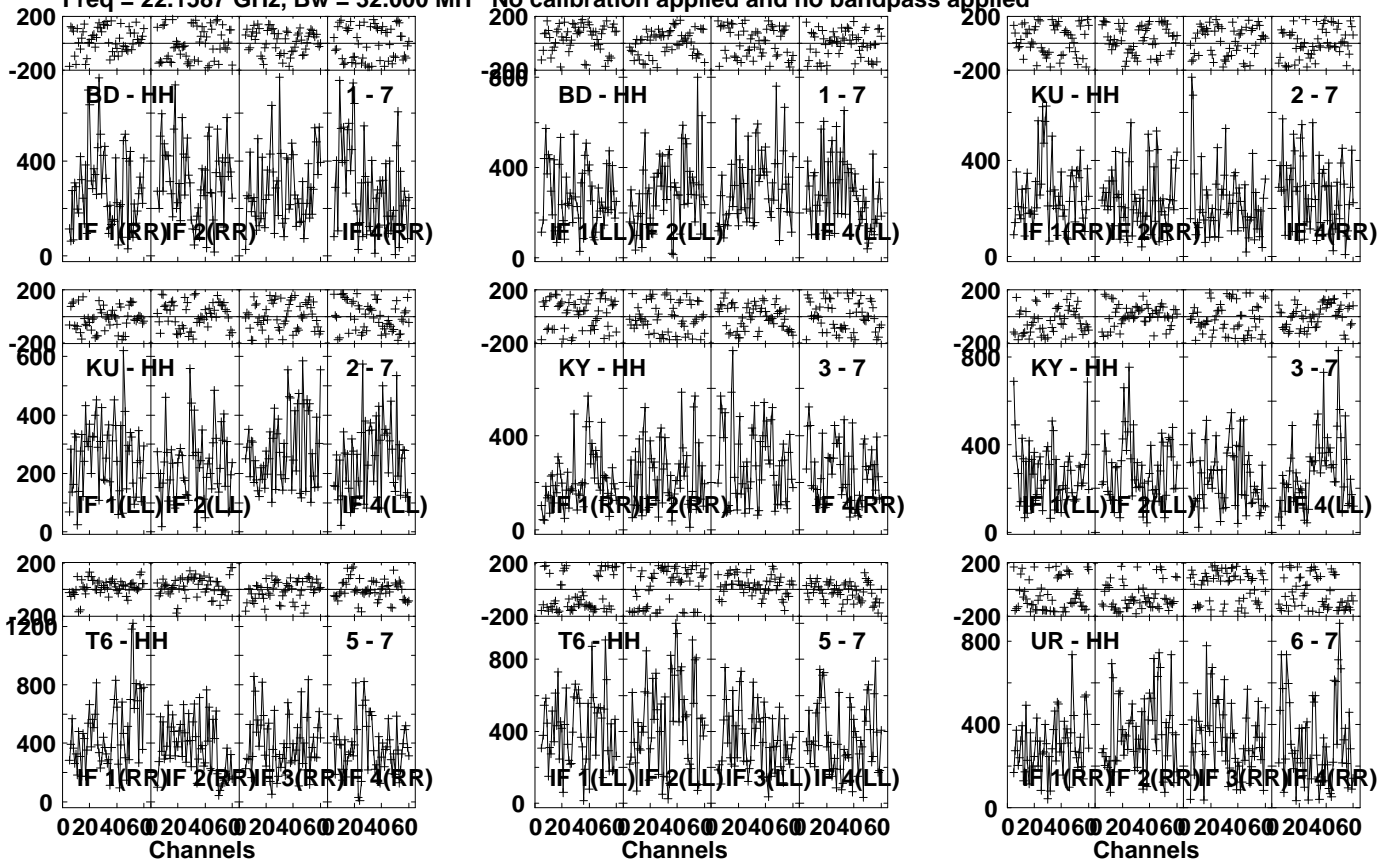 Freq = 22.1587 GHz, Bw = 32.000 MH No calibration applied and no bandpass applied
200
-200
BD - HH 1 - 7
400
0
IF 1(RR) IF 2(RR) IF 4(RR)
200
-200
800
BD - HH 1 - 7
400
0
IF 1(LL) IF 2(LL) IF 4(LL)
200
-200
KU - HH 2 - 7
400
0
IF 1(RR) IF 2(RR) IF 4(RR)
200
-200
600
KU - HH 2 - 7
400
200
0
IF 1(LL) IF 2(LL) IF 4(LL)
200
-200
KY - HH 3 - 7
400
0
IF 1(RR) IF 2(RR) IF 4(RR)
200
-200
800
KY - HH 3 - 7
400
0
IF 1(LL) IF 2(LL) IF 4(LL)
200
-200
1200
T6 - HH 5 - 7
800
400
0
IF 1(RR) IF 2(RR) IF 3(RR) IF 4(RR)
0 20 40 60 0 20 40 60 0 20 40 60 0 20 40 60
Channels
200
-200
T6 - HH 5 - 7
800
400
0
IF 1(LL) IF 2(LL) IF 3(LL) IF 4(LL)
0 20 40 60 0 20 40 60 0 20 40 60 0 20 40 60
Channels
200
-200
UR - HH 6 - 7
800
400
0
IF 1(RR) IF 2(RR) IF 3(RR) IF 4(RR)
0 20 40 60 0 20 40 60 0 20 40 60 0 20 40 60
Channels